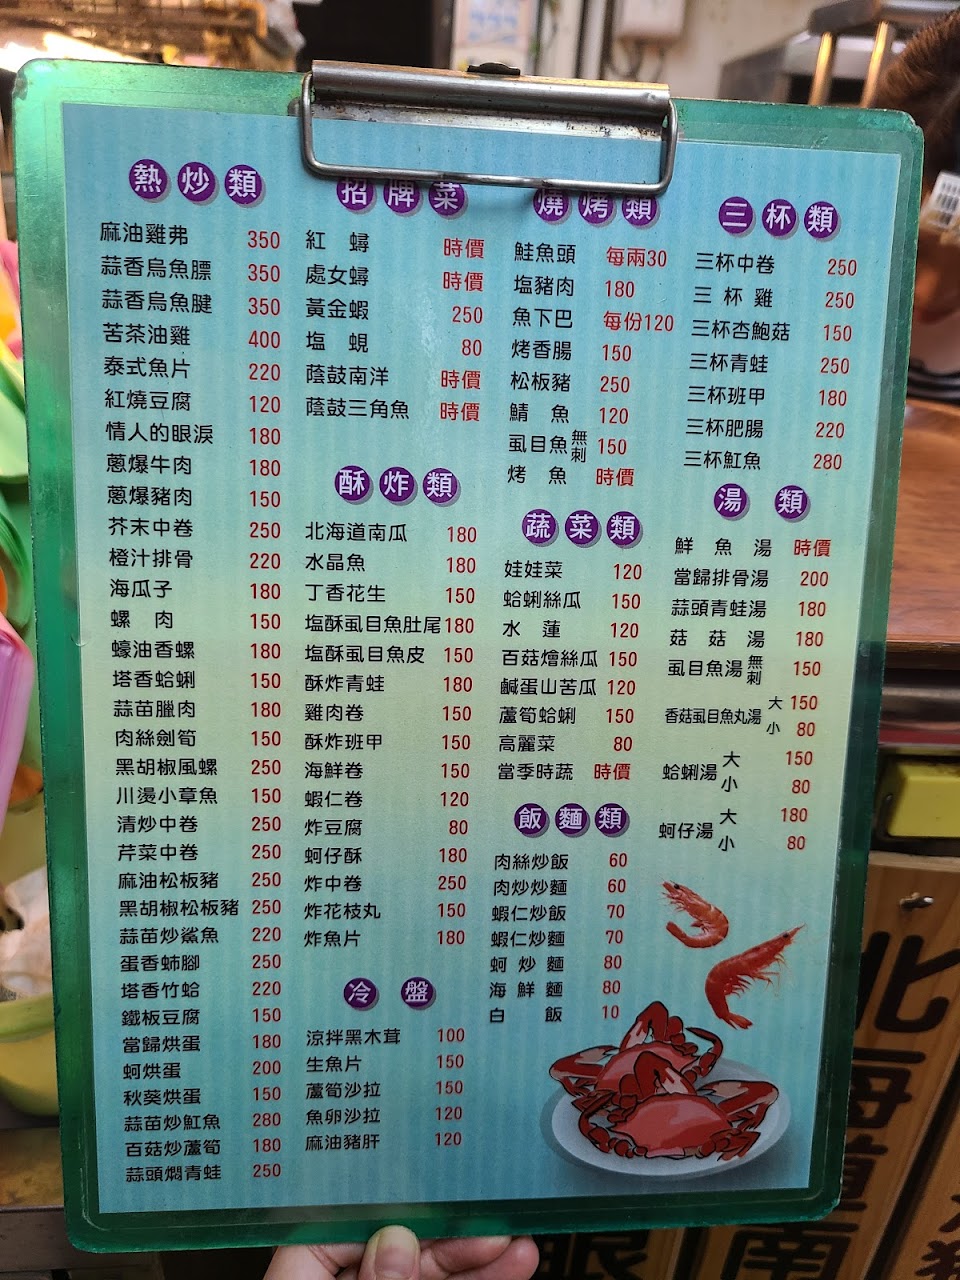 熱炒類
麻油雞弗 350
蒜香烏魚膘 350
蒜香烏魚腱 350
苦茶油雞 400
泰式魚片 220
紅燒豆腐 120
情人的眼淚 180
蔥爆牛肉 180
蔥爆豬肉 150
芥末中卷 250
橙汁排骨 220
海瓜子 180
螺 肉 150
蠔油香螺 180
塔香蛤蜊 150
蒜苗臘肉 180
肉絲劍筍 150
黑胡椒風螺 250
川燙小章魚 150
清炒中卷 250
芹菜中卷 250
麻油松板豬 250
黑胡椒松板豬 250
蒜苗炒鯊魚 220
蛋香蚵腳 250
塔香竹蛤 220
鐵板豆腐 150
當歸烘蛋 180
蚵烘蛋 200
秋葵烘蛋 150
蒜苗炒魟魚 280
百菇炒蘆筍 180
蒜頭燜青蛙 250
招牌菜
紅 蟳 時價
處女蟳 時價
黃金蝦 250
塩 蜆 80
蔭鼓南洋 時價
蔭鼓三角魚 時價
酥炸類
北海道南瓜 180
水晶魚 180
丁香花生 150
塩酥虱目魚肚尾 180
塩酥虱目魚皮 150
酥炸青蛙 180
雞肉卷 150
酥炸班甲 150
海鮮卷 150
蝦仁卷 120
炸豆腐 80
蚵仔酥 180
炸中卷 250
炸花枝丸 150
炸魚片 180
冷盤
涼拌黑木茸 100
生魚片 150
蘆筍沙拉 150
魚卵沙拉 120
麻油豬肝 120
燒烤類
鮭魚頭 每兩30
塩豬肉 180
魚下巴 每份120
烤香腸 150
松板豬 250
鯖 魚 120
虱目魚無刺 150
烤 魚 時價
蔬菜類
娃娃菜 120
蛤蜊絲瓜 150
水 蓮 120
百菇燴絲瓜 150
鹹蛋山苦瓜 120
蘆筍蛤蜊 150
高麗菜 80
當季時蔬 時價
飯麵類
肉絲炒飯 60
肉炒炒麵 60
蝦仁炒飯 70
蝦仁炒麵 70
蚵炒麵 80
海鮮麵 80
白 飯 10
三杯類
三杯中卷 250
三杯雞 250
三杯杏鮑菇 150
三杯青蛙 250
三杯班甲 180
三杯肥腸 220
三杯魟魚 280
湯類
鮮魚湯 時價
當歸排骨湯 200
蒜頭青蛙湯 180
菇菇湯 180
虱目魚湯無刺 150
香菇虱目魚丸湯 大 150
小 80
蛤蜊湯 大 150
小 80
蚵仔湯 大 180
小 80
北海道南